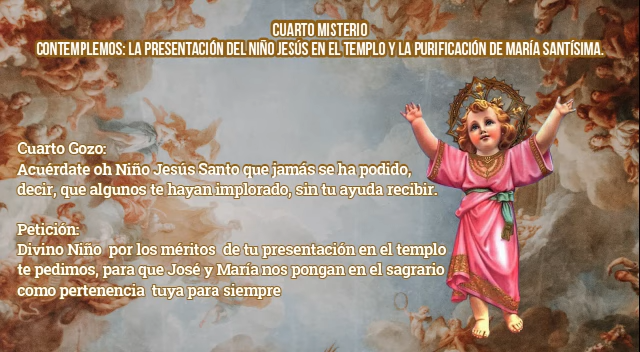 CUARTO MISTERIO
CONTEMPLEMOS: LA PRESENTACIÓN DEL NIÑO JESÚS EN EL TEMPLO Y LA PURIFICACIÓN DE MARÍA SANTÍSIMA.
Cuarto Gozo:
Acuérdate oh Niño Jesús Santo que jamás se ha podido,
decir, que algunos te hayan implorado, sin tu ayuda recibir.
Petición:
Divino Niño por los méritos de tu presentación en el templo
te pedimos, para que José y María nos pongan en el sagrario
como pertenencia tuya para siempre